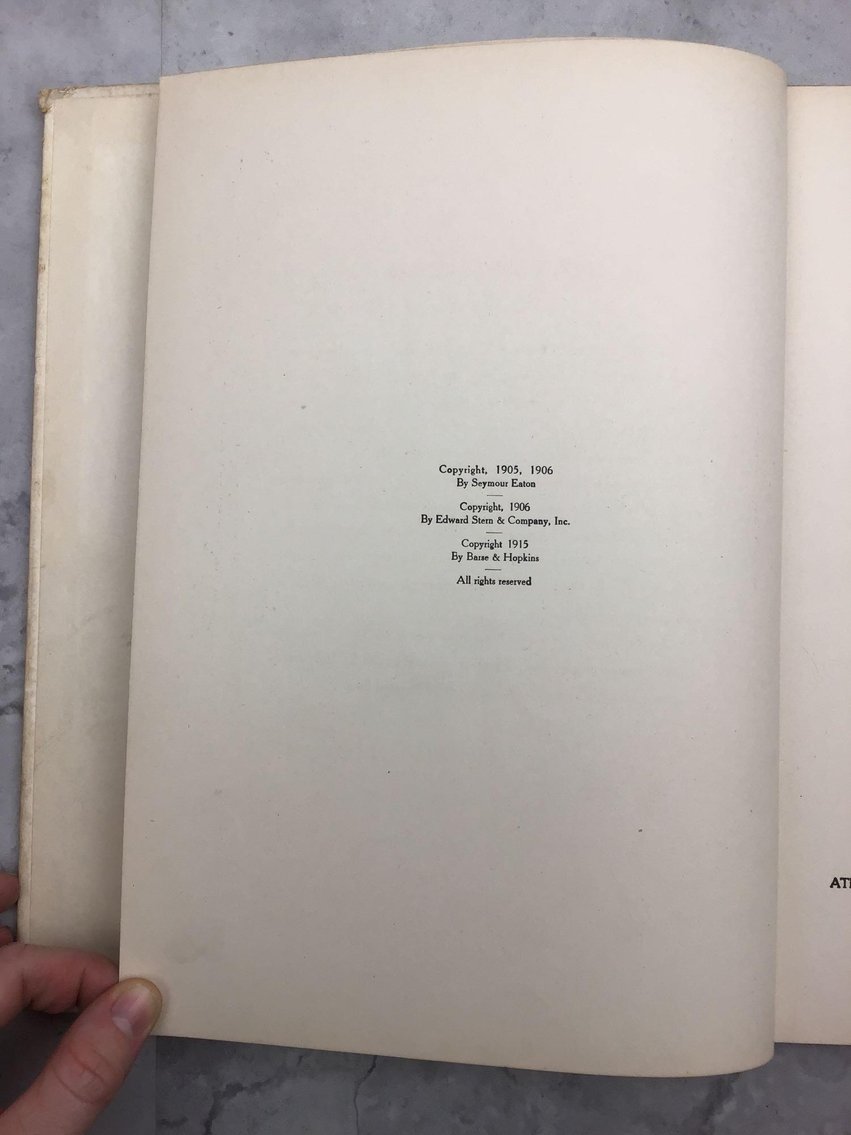 Copyright, 1905, 1906
By Seymour Eaton
Copyright, 1906
By Edward Stern & Company, Inc.
Copyright 1915
By Barse & Hopkins
All rights reserved